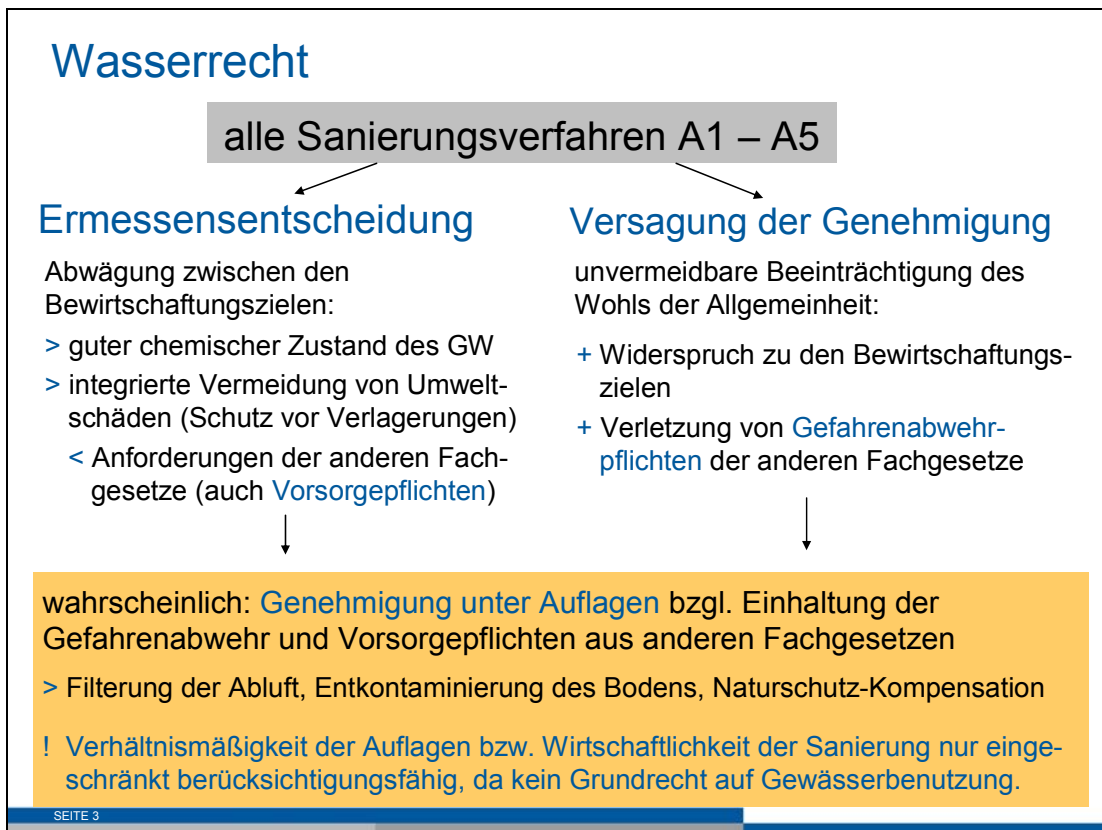 Wasserrecht
alle Sanierungsverfahren A1 – A5
Ermessensentscheidung
Abwägung zwischen den
Bewirtschaftungszielen:
> guter chemischer Zustand des GW
> integrierte Vermeidung von Umwelt-
schäden (Schutz vor Verlagerungen)
< Anforderungen der anderen Fach-
gesetze (auch Vorsorgepflichten)
Versagung der Genehmigung
unvermeidbare Beeinträchtigung des
Wohls der Allgemeinheit:
+ Widerspruch zu den Bewirtschaftungs-
zielen
+ Verletzung von Gefahrenabwehr-
pflichten der anderen Fachgesetze
wahrscheinlich: Genehmigung unter Auflagen bzgl. Einhaltung der
Gefahrenabwehr und Vorsorgepflichten aus anderen Fachgesetzen
> Filterung der Abluft, Entkontaminierung des Bodens, Naturschutz-Kompensation
! Verhältnismäßigkeit der Auflagen bzw. Wirtschaftlichkeit der Sanierung nur einge-
schränkt berücksichtigungsfähig, da kein Grundrecht auf Gewässerbenutzung.
SEITE 3